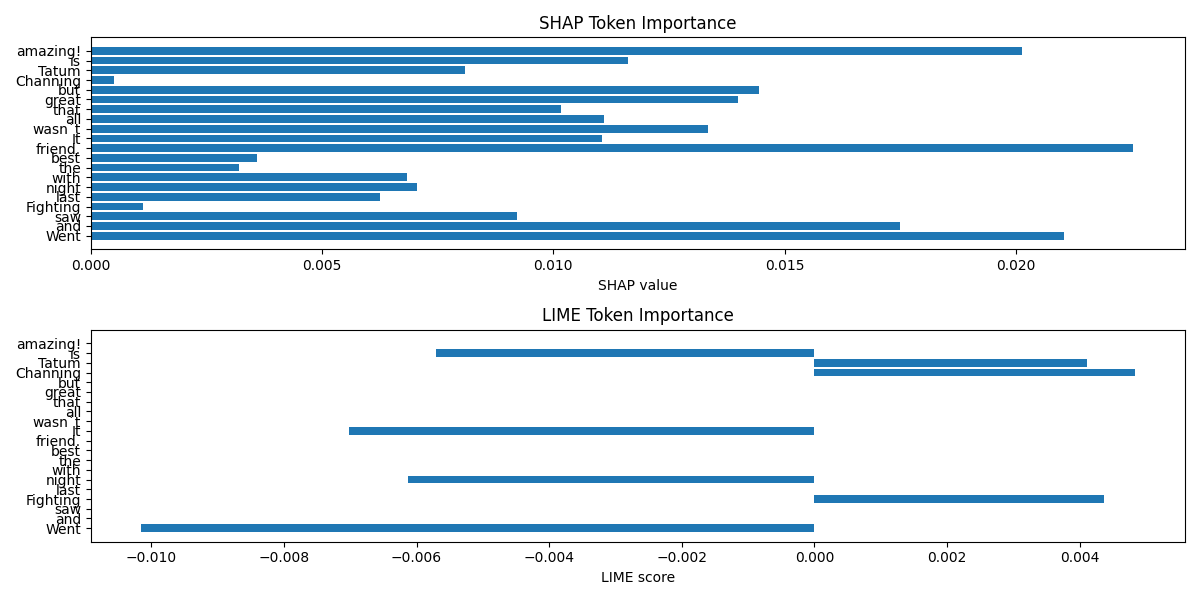 SHAP Token Importance
amazing!
is
Tatum
Channing
but
great
that
all
wasn`t
It
friend.
best
the
with
night
last
Fighting
saw
and
Went
0.000 0.005 0.010 0.015 0.020
SHAP value
LIME Token Importance
amazing!
is
Tatum
Channing
but
great
that
all
wasn`t
It
friend.
best
the
with
night
last
Fighting
saw
and
Went
−0.010 −0.008 −0.006 −0.004 −0.002 0.000 0.002 0.004
LIME score